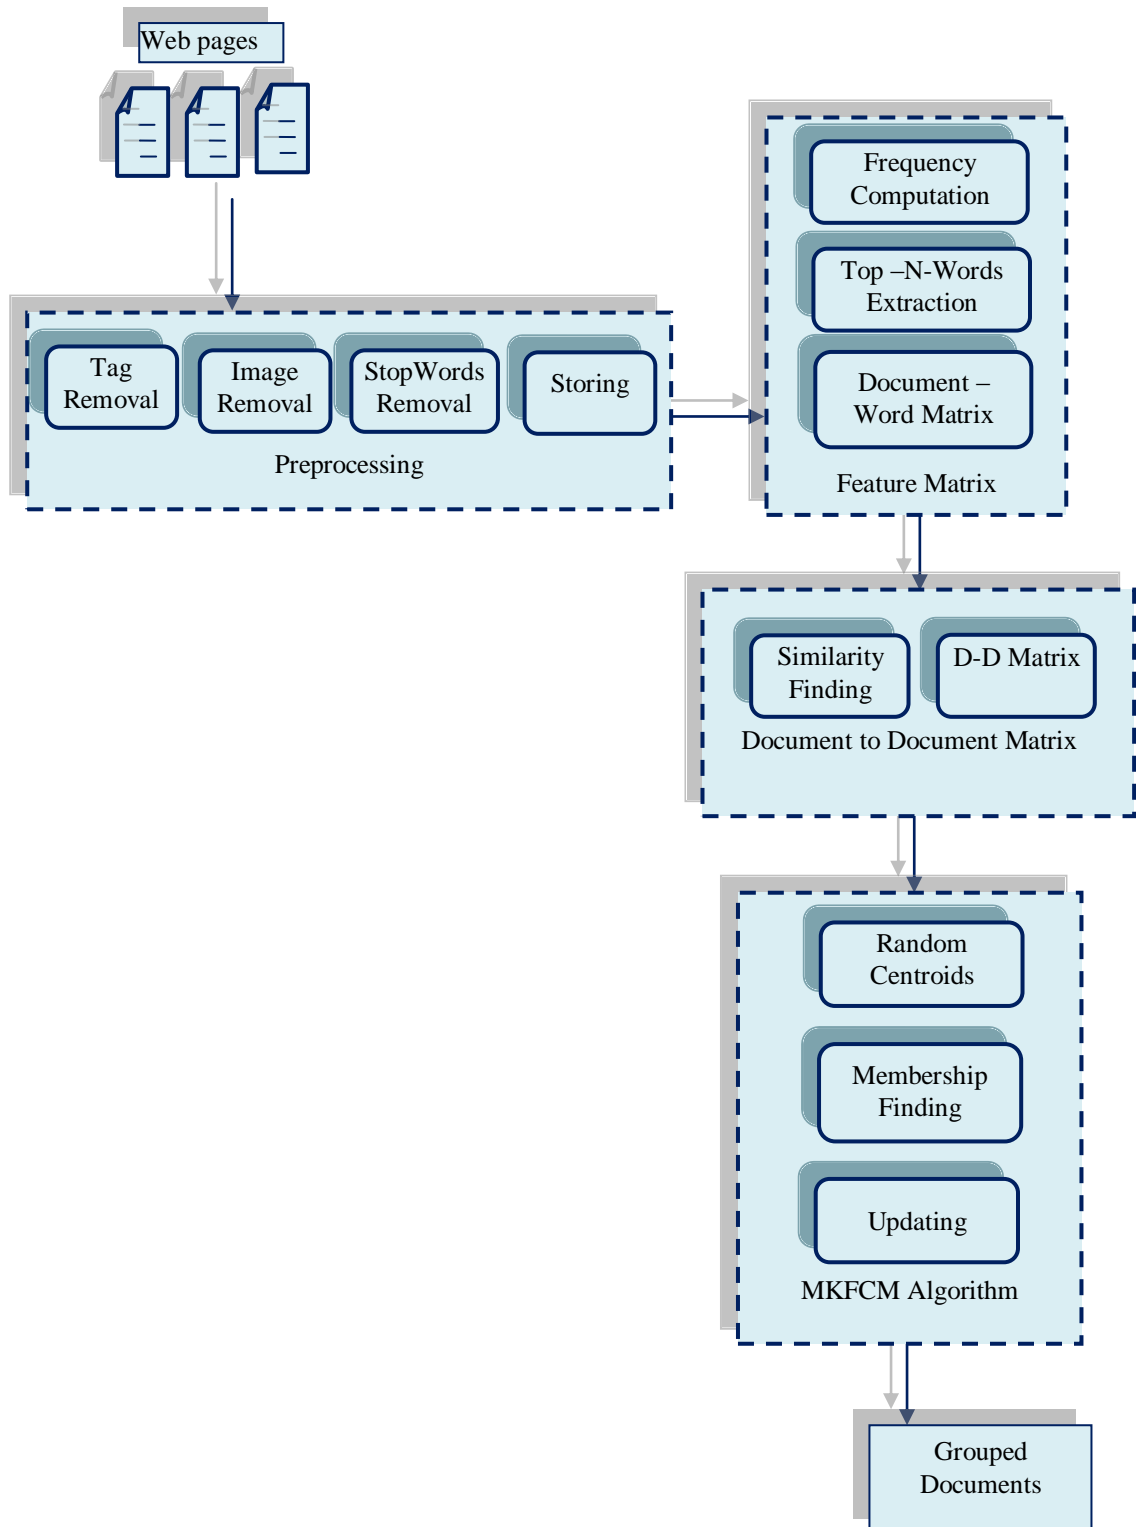 Web pages
Tag
Removal
Image
Removal
StopWords
Removal
Storing
Preprocessing
Frequency
Computation
Top –N-Words
Extraction
Document –
Word Matrix
Feature Matrix
Similarity
Finding
D-D Matrix
Document to Document Matrix
Random
Centroids
Membership
Finding
Updating
MKFCM Algorithm
Grouped
Documents